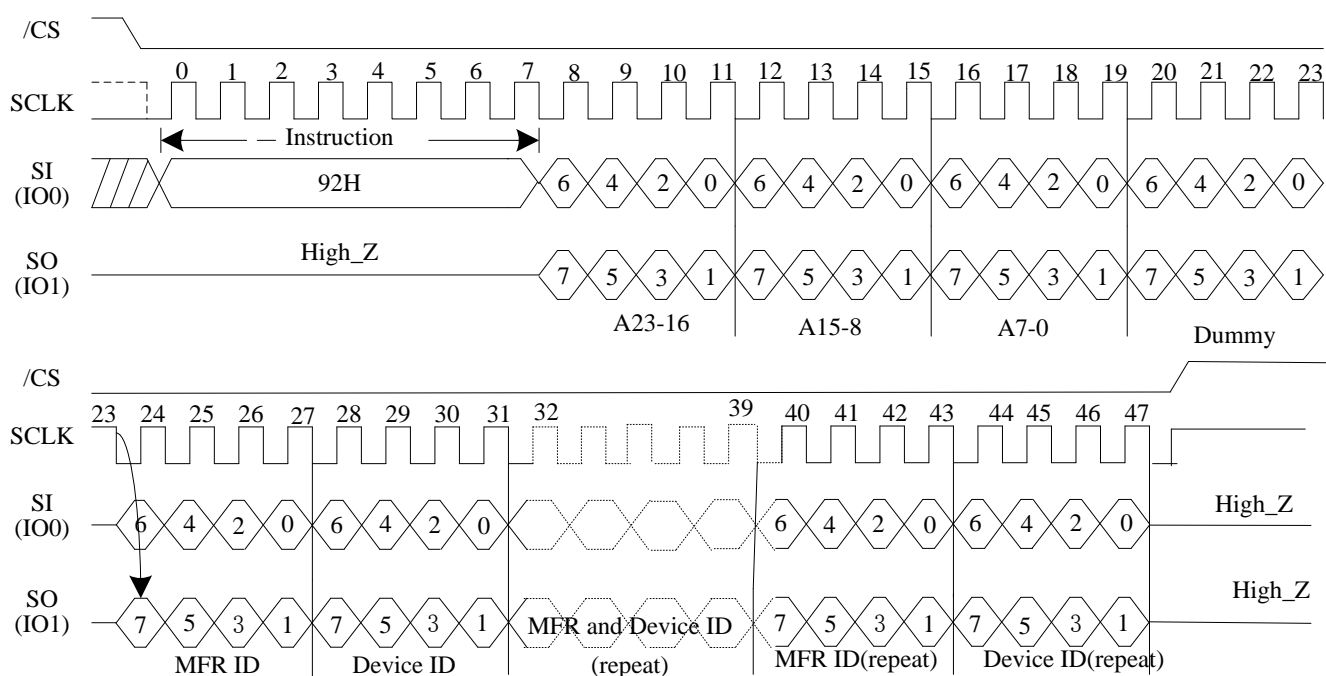 /CS
0 1 2 3 4 5 6 7 8 9 10 11 12 13 14 15 16 17 18 19 20 21 22 23
SCLK
Instruction
SI
(IO0)
92H 6 4 2 0 6 4 2 0 6 4 2 0 6 4 2 0
High_Z
SO
(IO1)
7 5 3 1 7 5 3 1 7 5 3 1 7 5 3 1
A23-16 A15-8 A7-0 Dummy
/CS
23 24 25 26 27 28 29 30 31 32 39 40 41 42 43 44 45 46 47
SCLK
SI
(IO0)
6 4 2 0 6 4 2 0 6 4 2 0 6 4 2 0 High_Z
SO
(IO1)
7 5 3 1 7 5 3 1 MFR and Device ID 7 5 3 1 7 5 3 1 High_Z
MFR ID Device ID (repeat) MFR ID(repeat) Device ID(repeat)